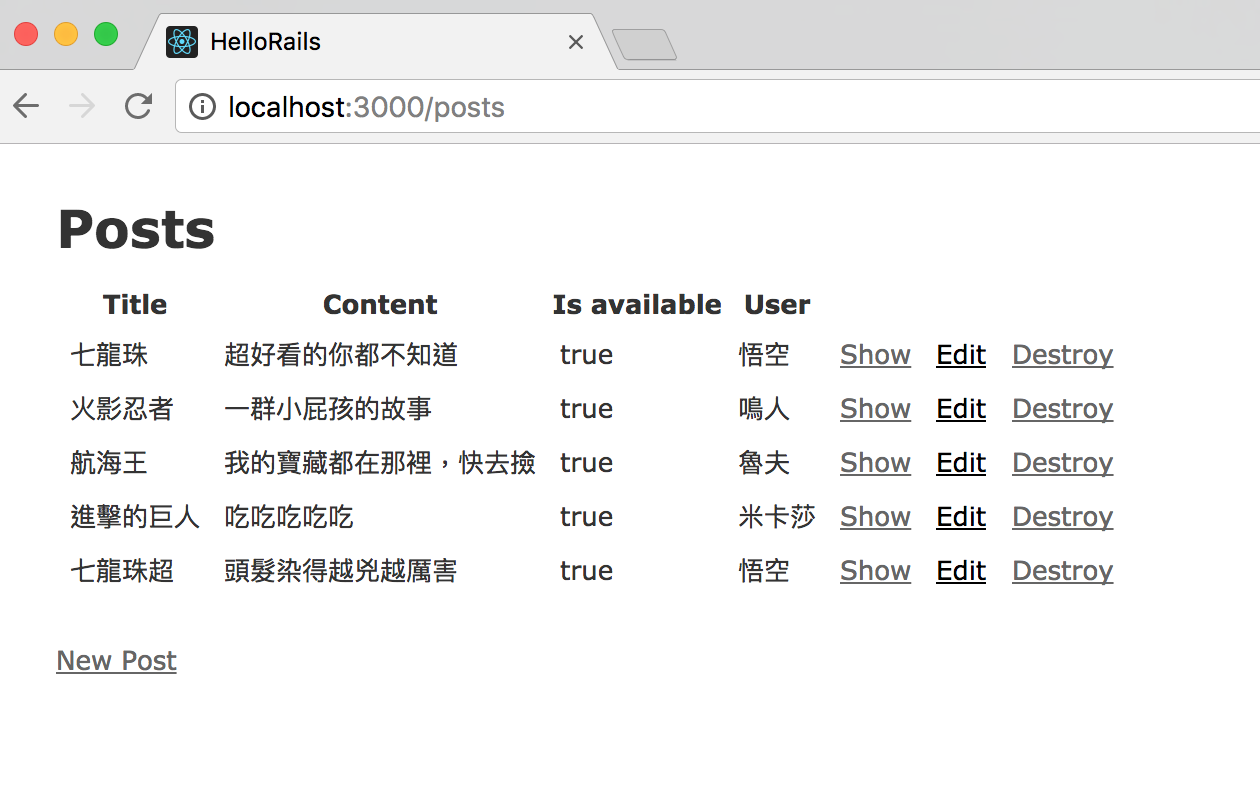 HelloRails
localhost:3000/posts
Posts
Title Content Is available User
七龍珠 超好看的你都不知道 true 悟空 Show Edit Destroy
火影忍者 一群小屁孩的故事 true 鳴人 Show Edit Destroy
航海王 我的寶藏都在那裡，快去撿 true 魯夫 Show Edit Destroy
進擊的巨人 吃吃吃吃吃 true 米卡莎 Show Edit Destroy
七龍珠超 頭髮染得越兇越厲害 true 悟空 Show Edit Destroy
New Post